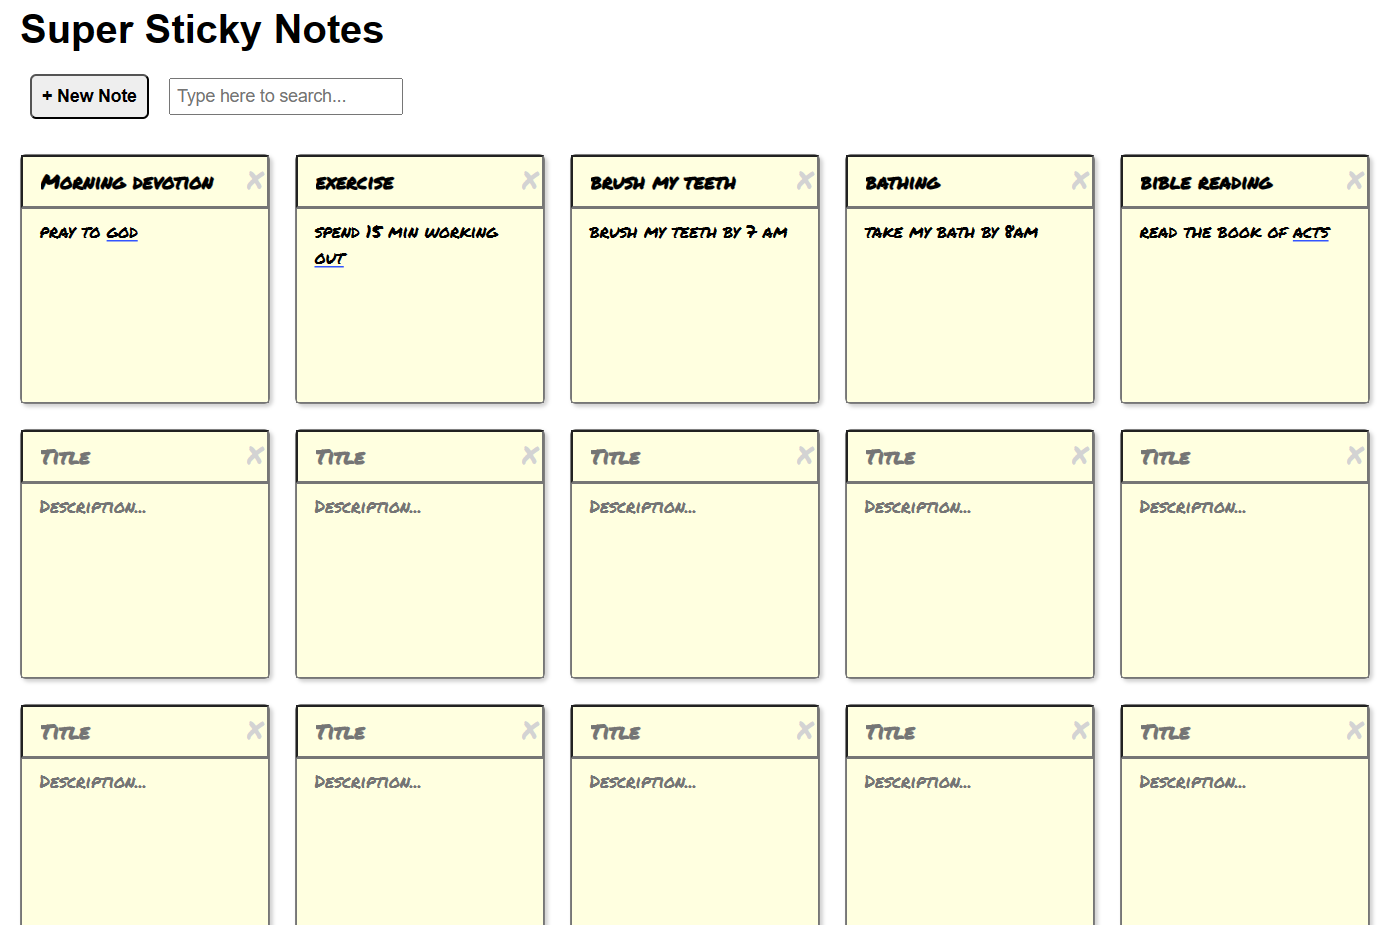 Super Sticky Notes
+ New Note
Type here to search...
Morning devotion ✘
pray to god
exercise ✘
spend 15 min working
out
brush my teeth ✘
brush my teeth by 7 am
bathing ✘
take my bath by 8am
bible reading ✘
read the book of acts
Title ✘
Description...
Title ✘
Description...
Title ✘
Description...
Title ✘
Description...
Title ✘
Description...
Title ✘
Description...
Title ✘
Description...
Title ✘
Description...
Title ✘
Description...
Title ✘
Description...